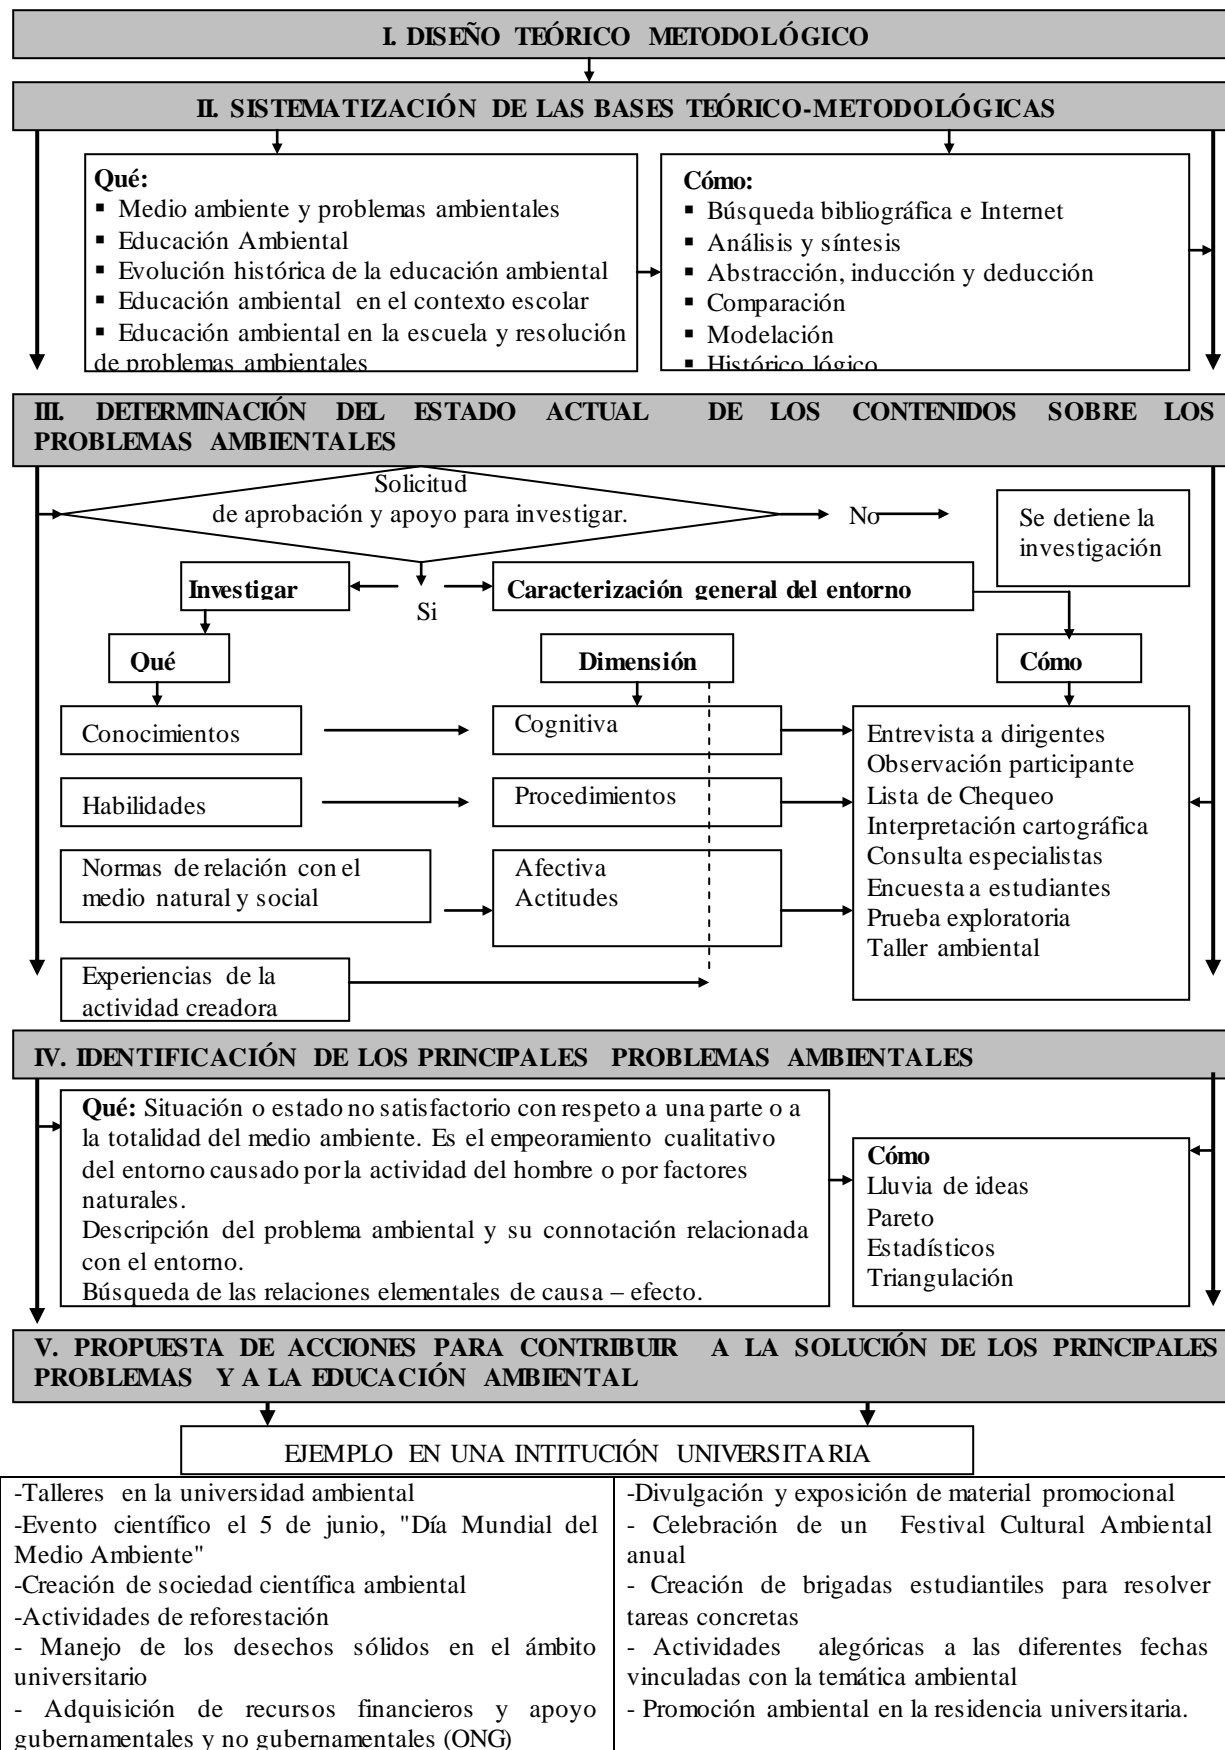 I. DISEÑO TEÓRICO METODOLÓGICO
II. SISTEMATIZACIÓN DE LAS BASES TEÓRICO-METODOLÓGICAS
Qué:
▪ Medio ambiente y problemas ambientales
▪ Educación Ambiental
▪ Evolución histórica de la educación ambiental
▪ Educación ambiental en el contexto escolar
▪ Educación ambiental en la escuela y resolución
de problemas ambientales
Cómo:
▪ Búsqueda bibliográfica e Internet
▪ Análisis y síntesis
▪ Abstracción, inducción y deducción
▪ Comparación
▪ Modelación
▪ Histórico lógico
III. DETERMINACIÓN DEL ESTADO ACTUAL DE LOS CONTENIDOS SOBRE LOS
PROBLEMAS AMBIENTALES
Solicitud
de aprobación y apoyo para investigar.
No
Se detiene la
investigación
Investigar
Si
Caracterización general del entorno
Qué
Dimensión
Cómo
Conocimientos
Cognitiva
Habilidades
Procedimientos
Normas de relación con el
medio natural y social
Afectiva
Actitudes
Experiencias de la
actividad creadora
Entrevista a dirigentes
Observación participante
Lista de Chequeo
Interpretación cartográfica
Consulta especialistas
Encuesta a estudiantes
Prueba exploratoria
Taller ambiental
IV. IDENTIFICACIÓN DE LOS PRINCIPALES PROBLEMAS AMBIENTALES
Qué: Situación o estado no satisfactorio con respeto a una parte o a
la totalidad del medio ambiente. Es el empeoramiento cualitativo
del entorno causado por la actividad del hombre o por factores
naturales.
Descripción del problema ambiental y su connotación relacionada
con el entorno.
Búsqueda de las relaciones elementales de causa – efecto.
Cómo
Lluvia de ideas
Pareto
Estadísticos
Triangulación
V. PROPUESTA DE ACCIONES PARA CONTRIBUIR A LA SOLUCIÓN DE LOS PRINCIPALES
PROBLEMAS Y A LA EDUCACIÓN AMBIENTAL
EJEMPLO EN UNA INTITUCIÓN UNIVERSITARIA
-Talleres en la universidad ambiental
-Evento científico el 5 de junio, "Día Mundial del
Medio Ambiente"
-Creación de sociedad científica ambiental
-Actividades de reforestación
- Manejo de los desechos sólidos en el ámbito
universitario
- Adquisición de recursos financieros y apoyo
gubernamentales y no gubernamentales (ONG)
-Divulgación y exposición de material promocional
- Celebración de un Festival Cultural Ambiental
anual
- Creación de brigadas estudiantiles para resolver
tareas concretas
- Actividades alegóricas a las diferentes fechas
vinculadas con la temática ambiental
- Promoción ambiental en la residencia universitaria.